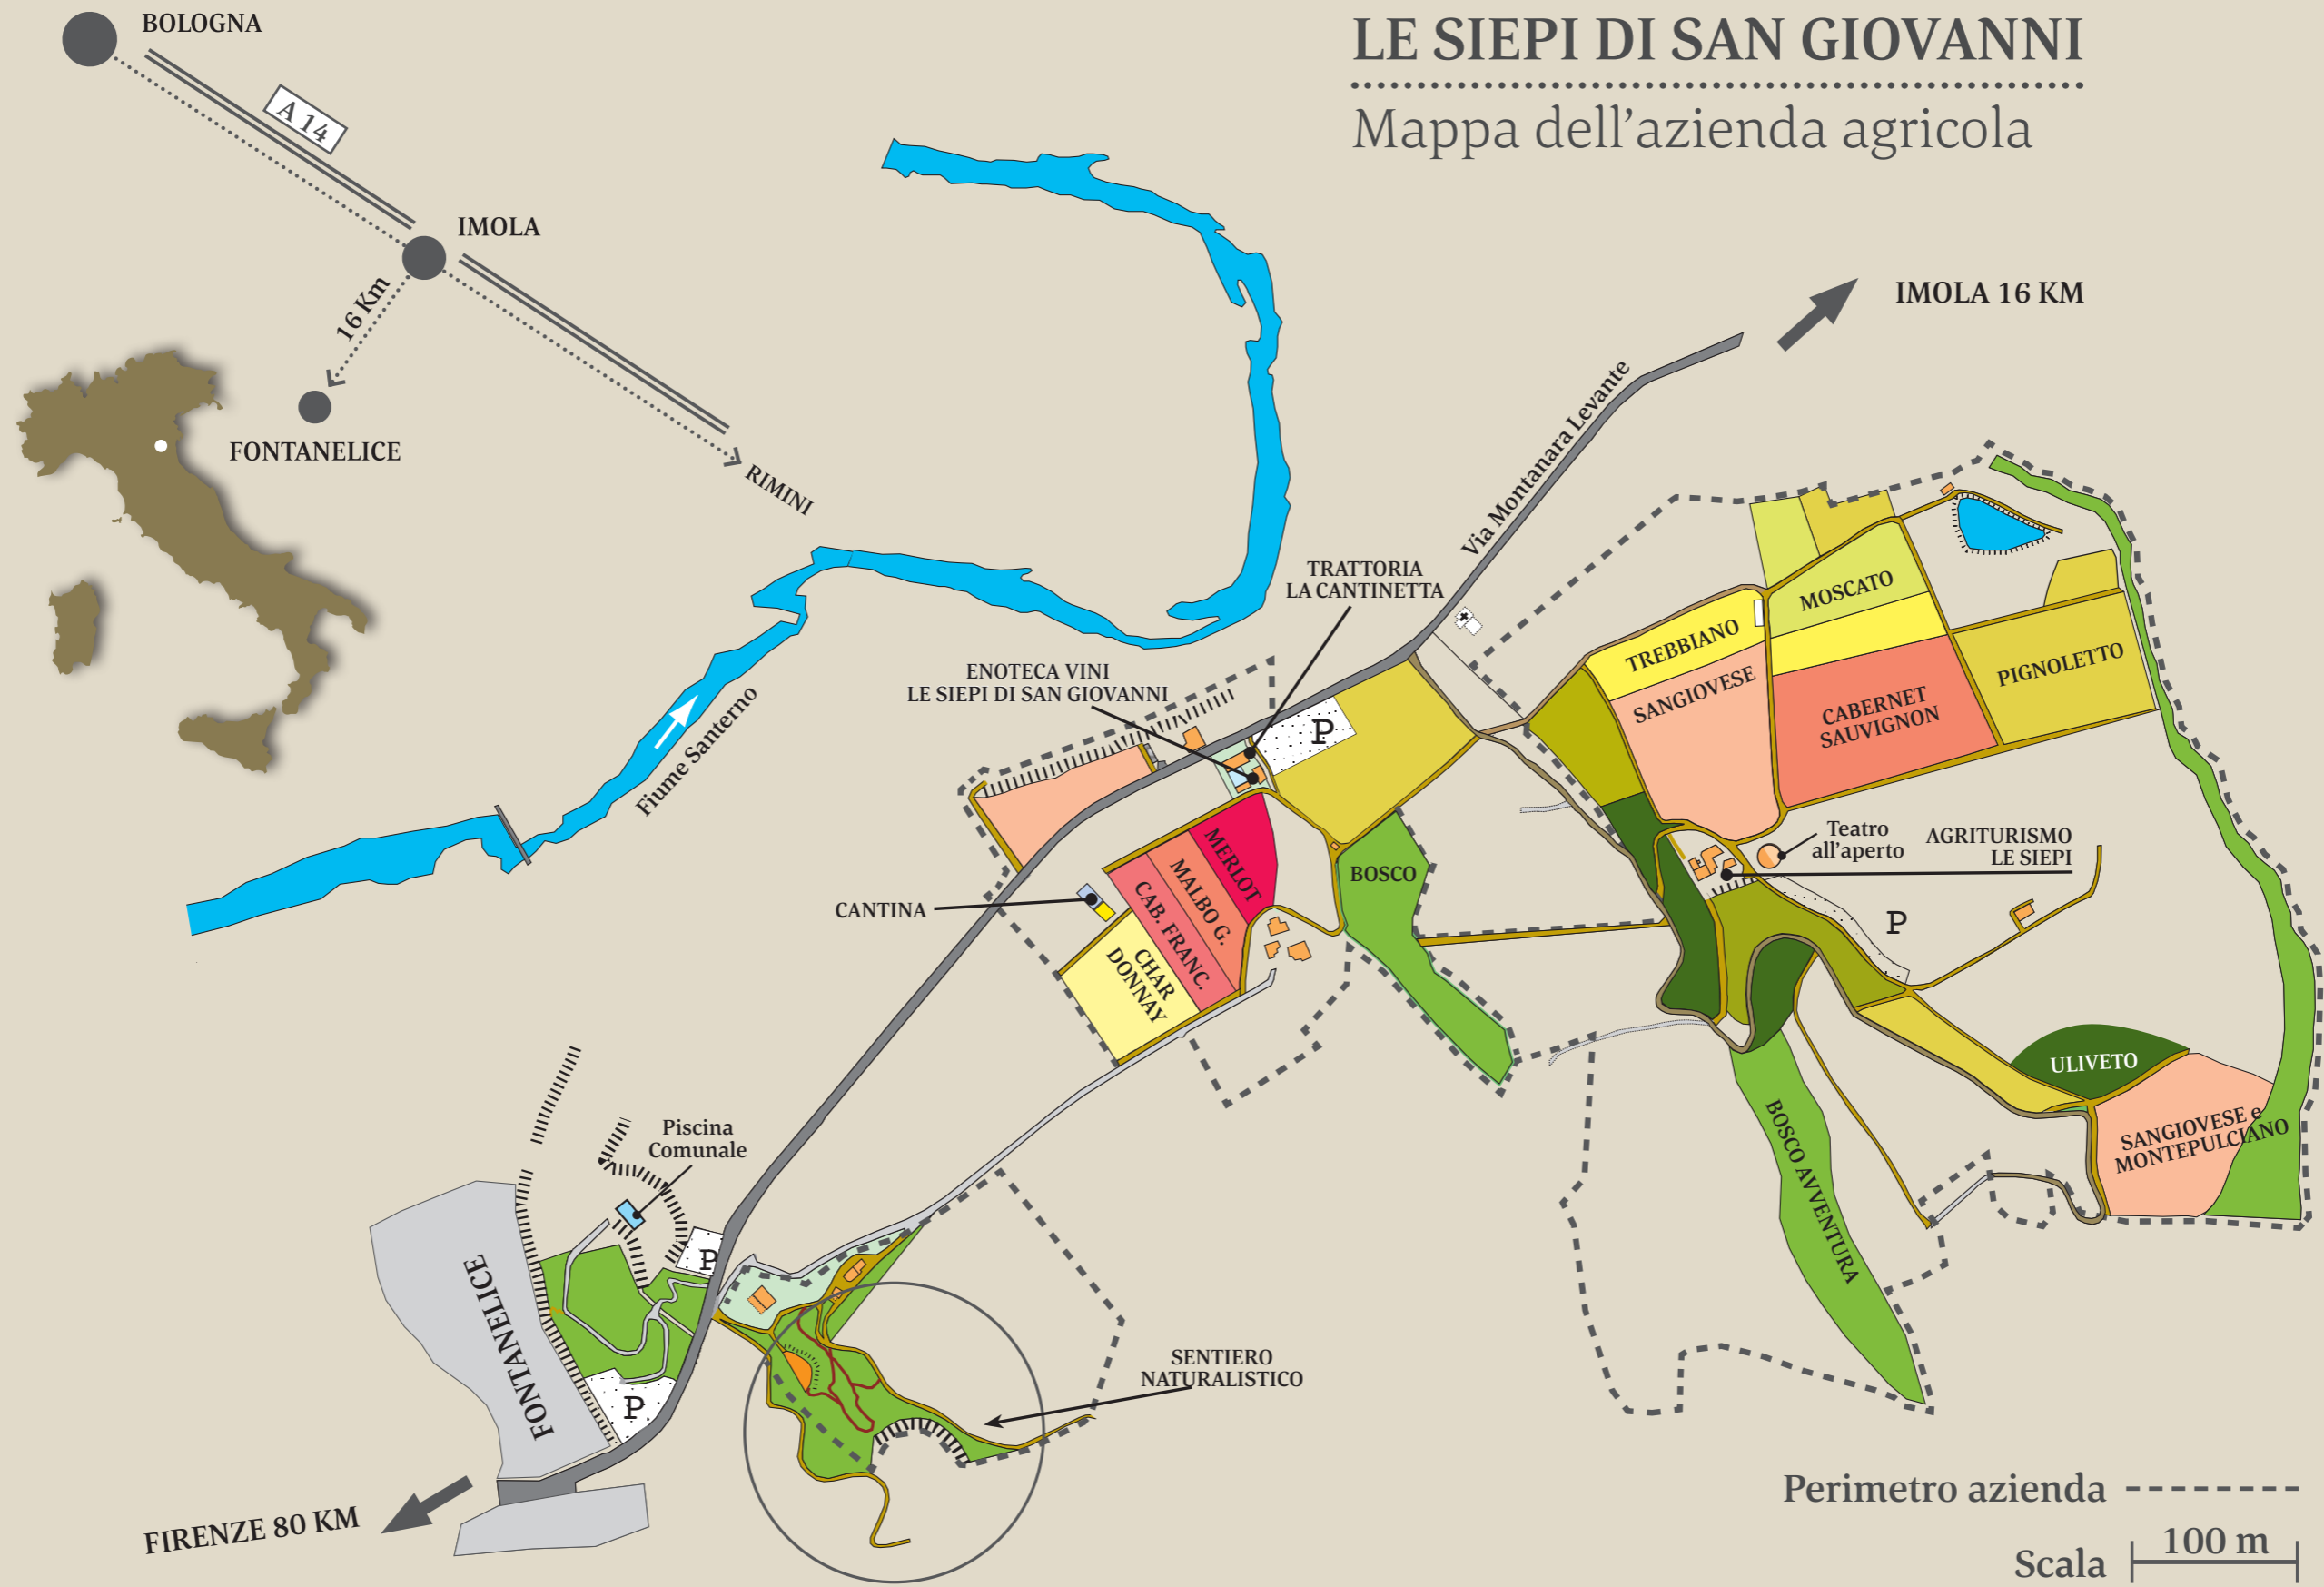 LE SIEPI DI SAN GIOVANNI
Mappa dell’azienda agricola
BOLOGNA
A 14
IMOLA
16 Km
FONTANELICE
RIMINI
IMOLA 16 KM
Via Montanara Levante
Fiume Santerno
TRATTORIA
LA CANTINETTA
ENOTECA VINI
LE SIEPI DI SAN GIOVANNI
P
MOSCATO
TREBBIANO
SANGIOVESE
CABERNET
SAUVIGNON
PIGNOLETTO
Teatro
all’aperto
AGRITURISMO
LE SIEPI
P
BOSCO
MERLOT
MALBO G.
CAB. FRANC.
CHAR
DONNAY
CANTINA
ULIVETO
SANGIOVESE e
MONTEPULCIANO
BOSCO AVVENTURA
Piscina
Comunale
P
FONTANELICE
P
SENTIERO
NATURALISTICO
FIRENZE 80 KM
Perimetro azienda
Scala
100 m